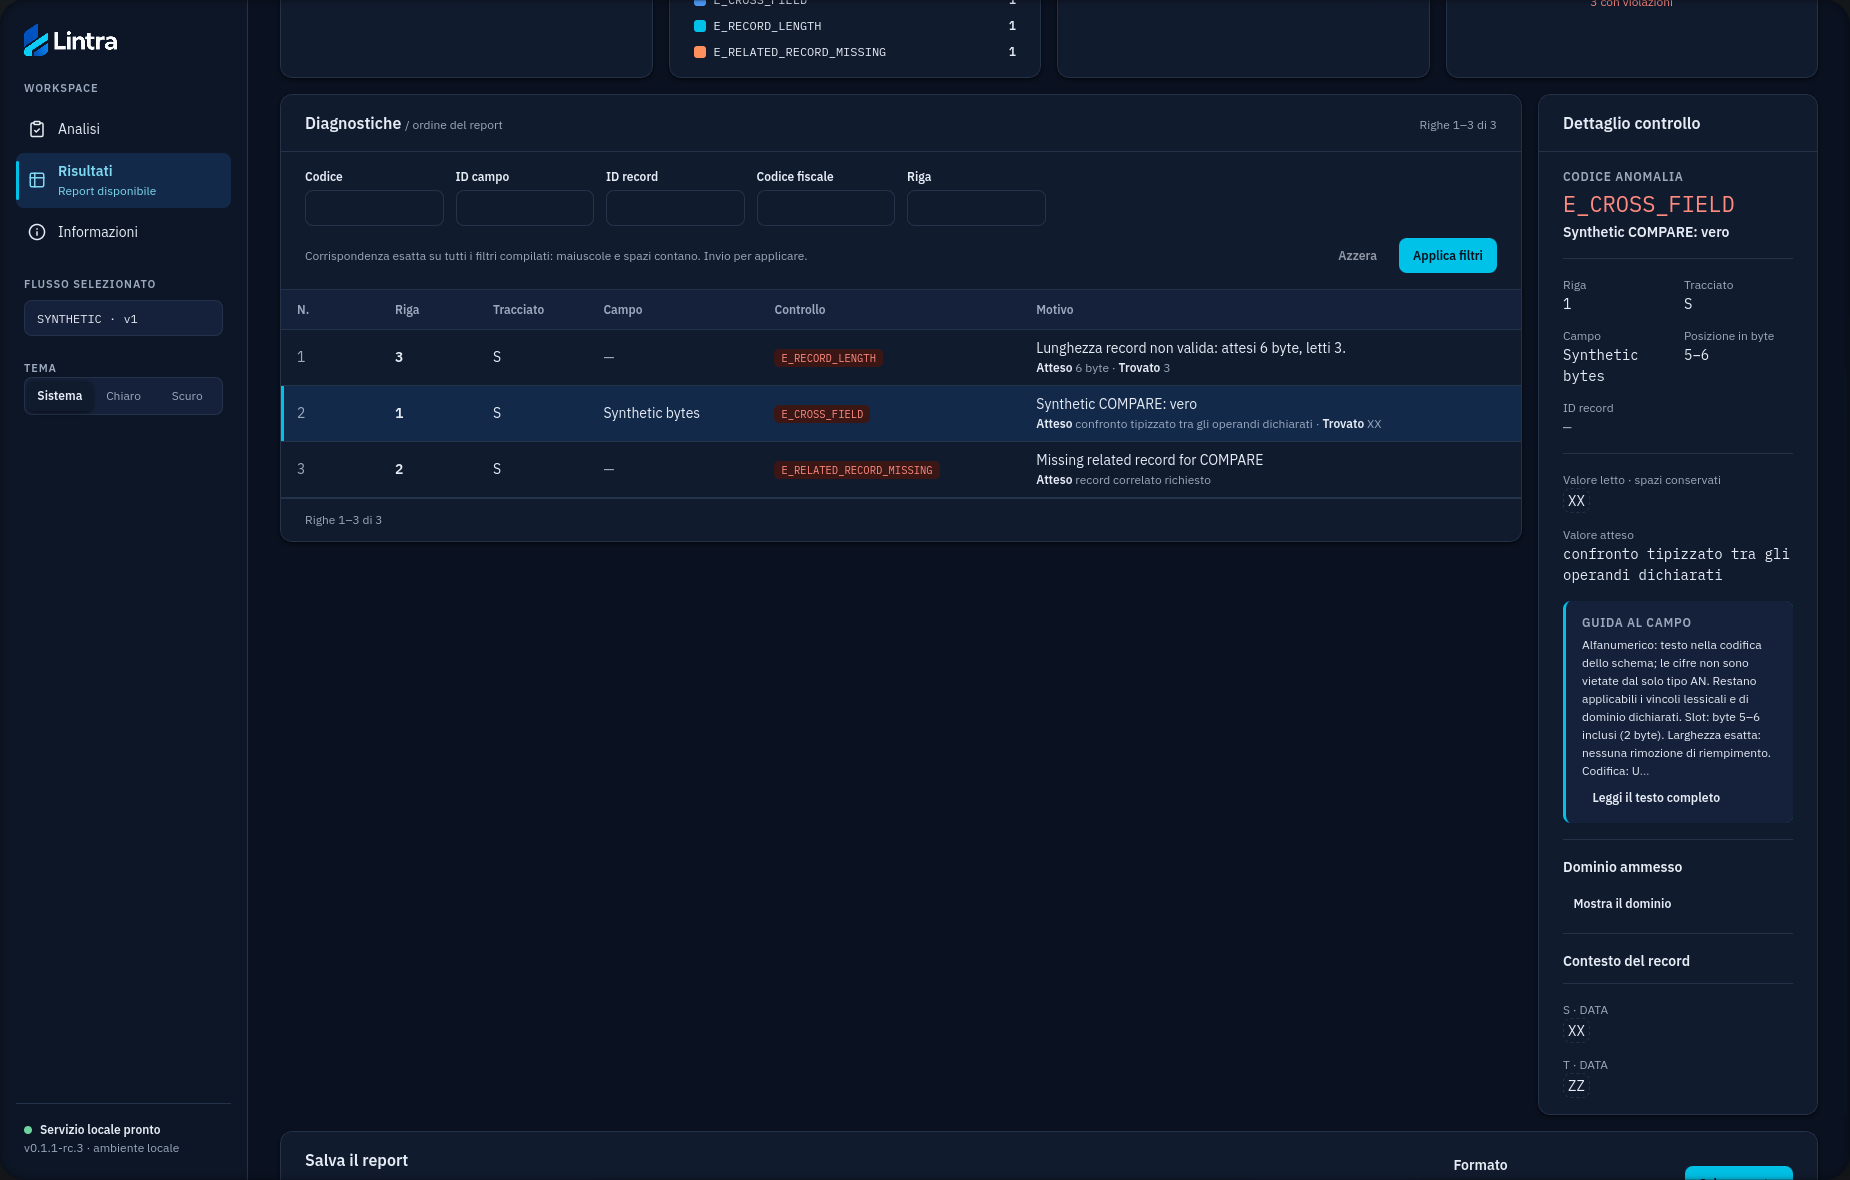 Lintra
WORKSPACE
Analisi
Risultati
Report disponibile
Informazioni
FLUSSO SELEZIONATO
SYNTHETIC · v1
TEMA
Sistema Chiaro Scuro
Servizio locale pronto
v0.1.1-rc.3 · ambiente locale
E_CROSS_FIELD 1
E_RECORD_LENGTH 1
E_RELATED_RECORD_MISSING 1
3 con violazioni
Diagnostiche / ordine del report
Righe 1–3 di 3
Codice ID campo ID record Codice fiscale Riga
Corrispondenza esatta su tutti i filtri compilati: maiuscole e spazi contano. Invio per applicare.
Azzera Applica filtri
N. Riga Tracciato Campo Controllo Motivo
1 3 S — E_RECORD_LENGTH Lunghezza record non valida: attesi 6 byte, letti 3.
Atteso 6 byte · Trovato 3
2 1 S Synthetic bytes E_CROSS_FIELD Synthetic COMPARE: vero
Atteso confronto tipizzato tra gli operandi dichiarati · Trovato XX
3 2 S — E_RELATED_RECORD_MISSING Missing related record for COMPARE
Atteso record correlato richiesto
Righe 1–3 di 3
Dettaglio controllo
CODICE ANOMALIA
E_CROSS_FIELD
Synthetic COMPARE: vero
Riga Tracciato
1 S
Campo Posizione in byte
Synthetic 5–6
bytes
ID record
—
Valore letto · spazi conservati
XX
Valore atteso
confronto tipizzato tra gli
operandi dichiarati
GUIDA AL CAMPO
Alfanumerico: testo nella codifica
dello schema; le cifre non sono
vietate dal solo tipo AN. Restano
applicabili i vincoli lessicali e di
dominio dichiarati. Slot: byte 5–6
inclusi (2 byte). Larghezza esatta:
nessuna rimozione di riempimento.
Codifica: U…
Leggi il testo completo
Dominio ammesso
Mostra il dominio
Contesto del record
S · DATA
XX
T · DATA
ZZ
Salva il report
Formato